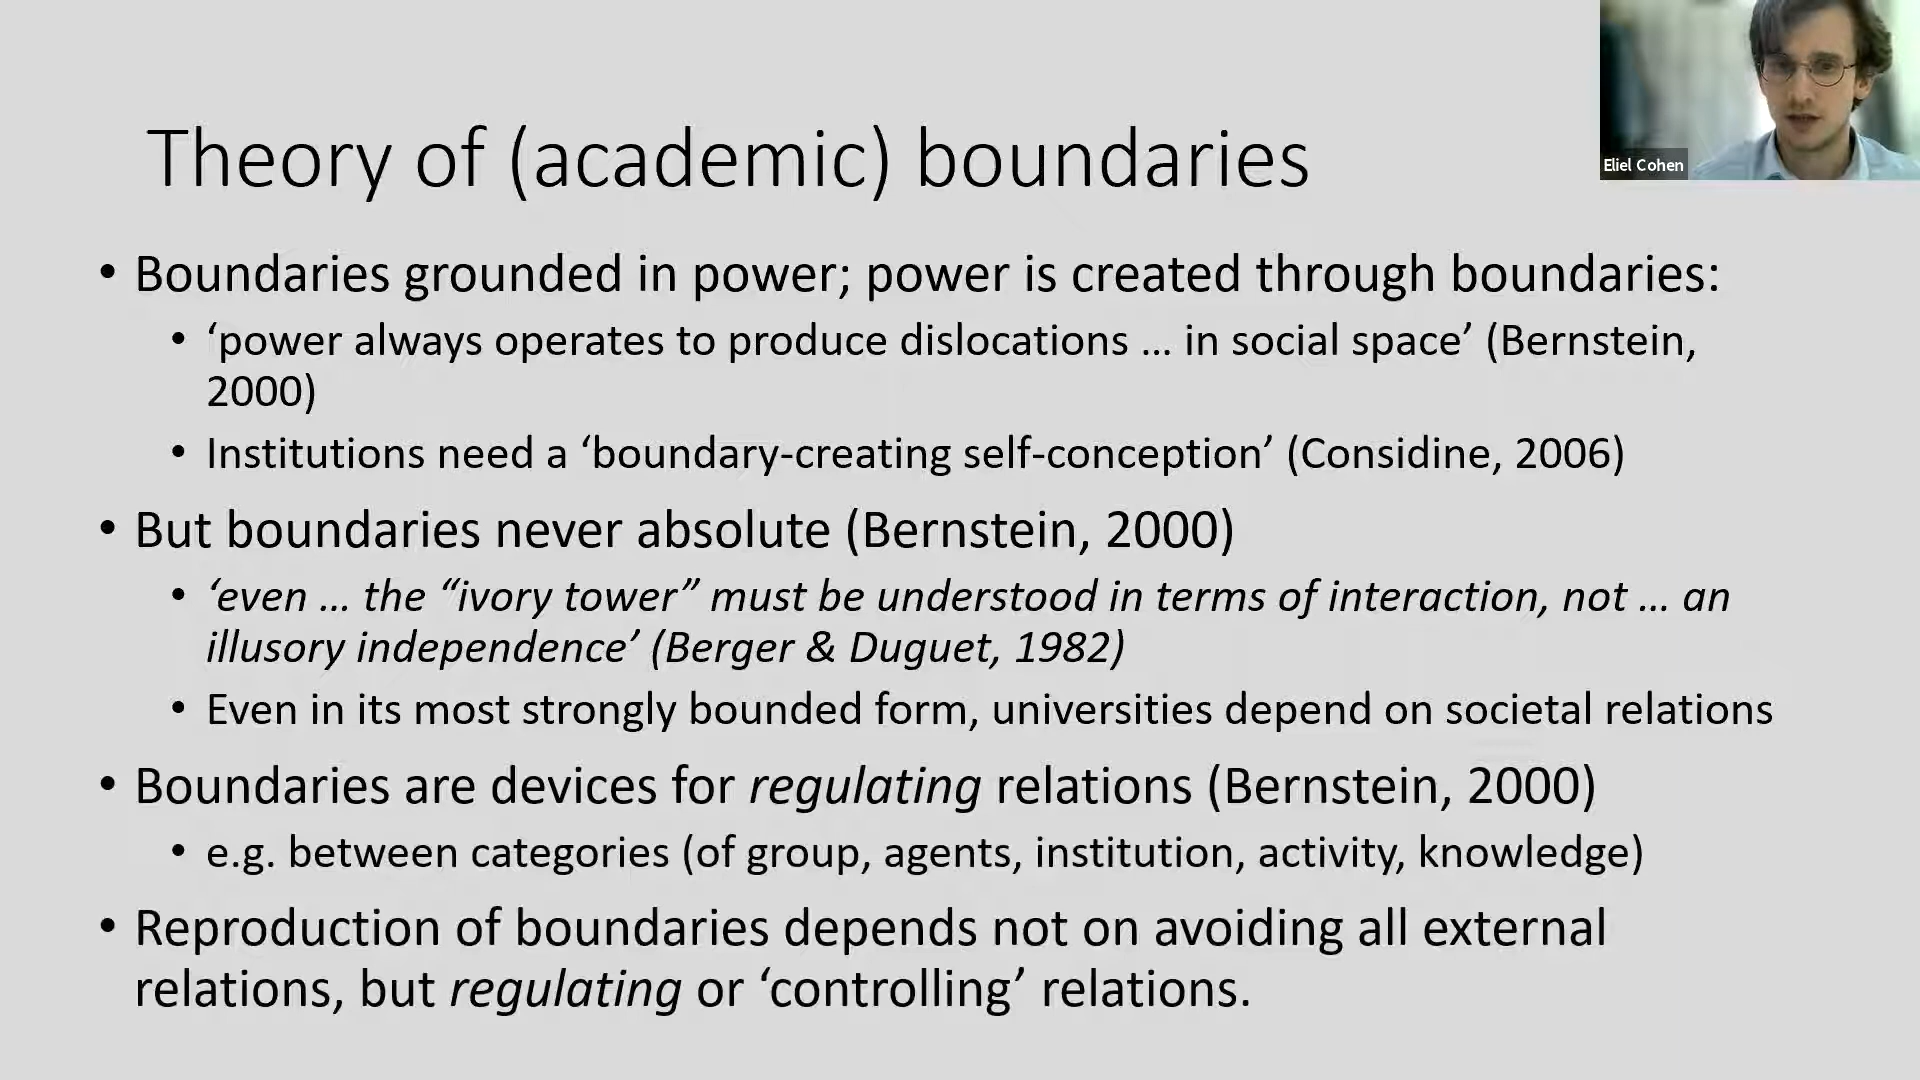 Theory of (academic) boundaries
Eliel Cohen
• Boundaries grounded in power; power is created through boundaries:
• ‘power always operates to produce dislocations … in social space’ (Bernstein,
2000)
• Institutions need a ‘boundary-creating self-conception’ (Considine, 2006)
• But boundaries never absolute (Bernstein, 2000)
• ‘even … the “ivory tower” must be understood in terms of interaction, not … an
illusory independence’ (Berger & Duguet, 1982)
• Even in its most strongly bounded form, universities depend on societal relations
• Boundaries are devices for regulating relations (Bernstein, 2000)
• e.g. between categories (of group, agents, institution, activity, knowledge)
• Reproduction of boundaries depends not on avoiding all external
relations, but regulating or ‘controlling’ relations.